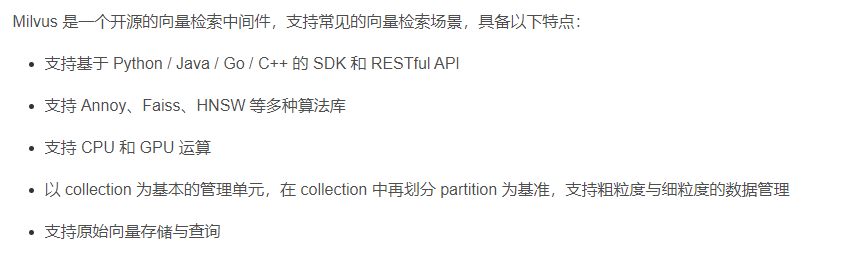 Milvus 是一个开源的向量检索中间件，支持常见的向量检索场景，具备以下特点：
• 支持基于 Python / Java / Go / C++ 的 SDK 和 RESTful API
• 支持 Annoy、Faiss、HNSW 等多种算法库
• 支持 CPU 和 GPU 运算
• 以 collection 为基本的管理单元，在 collection 中再划分 partition 为基准，支持粗粒度与细粒度的数据管理
• 支持原始向量存储与查询